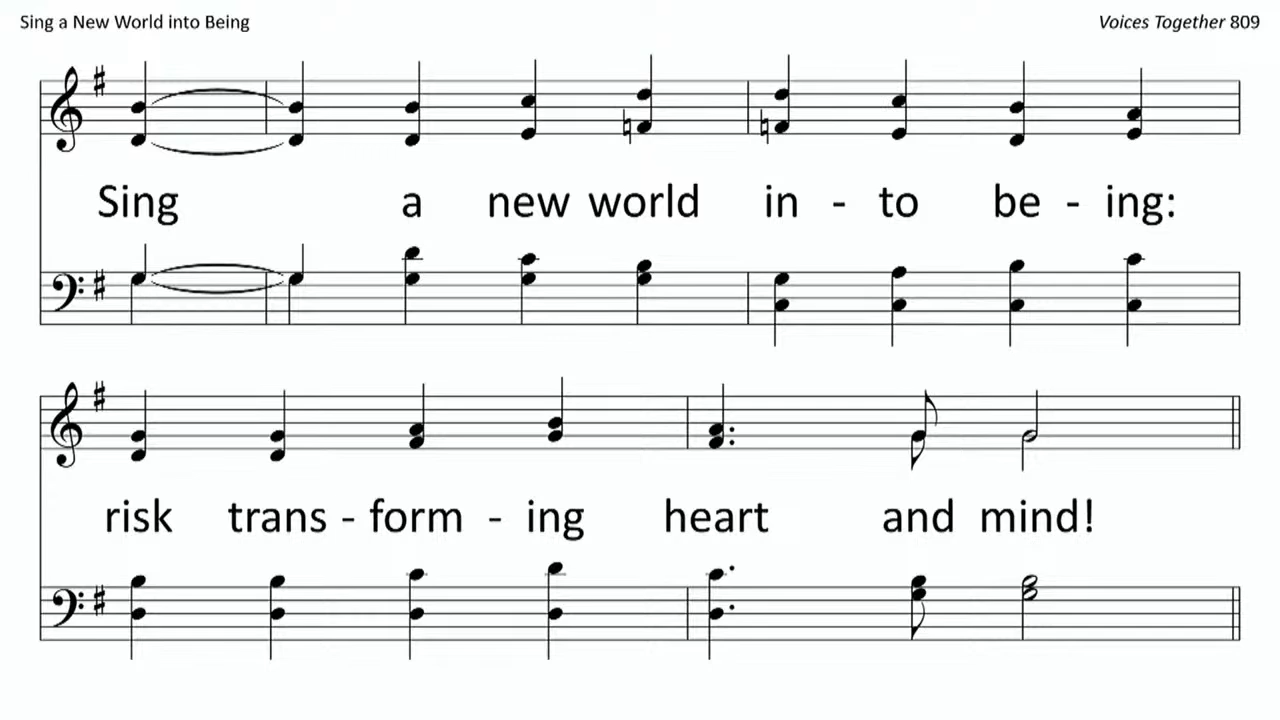 Sing a New World into Being
Voices Together 809
Sing a new world in - to be - ing:
risk trans - form - ing heart and mind!